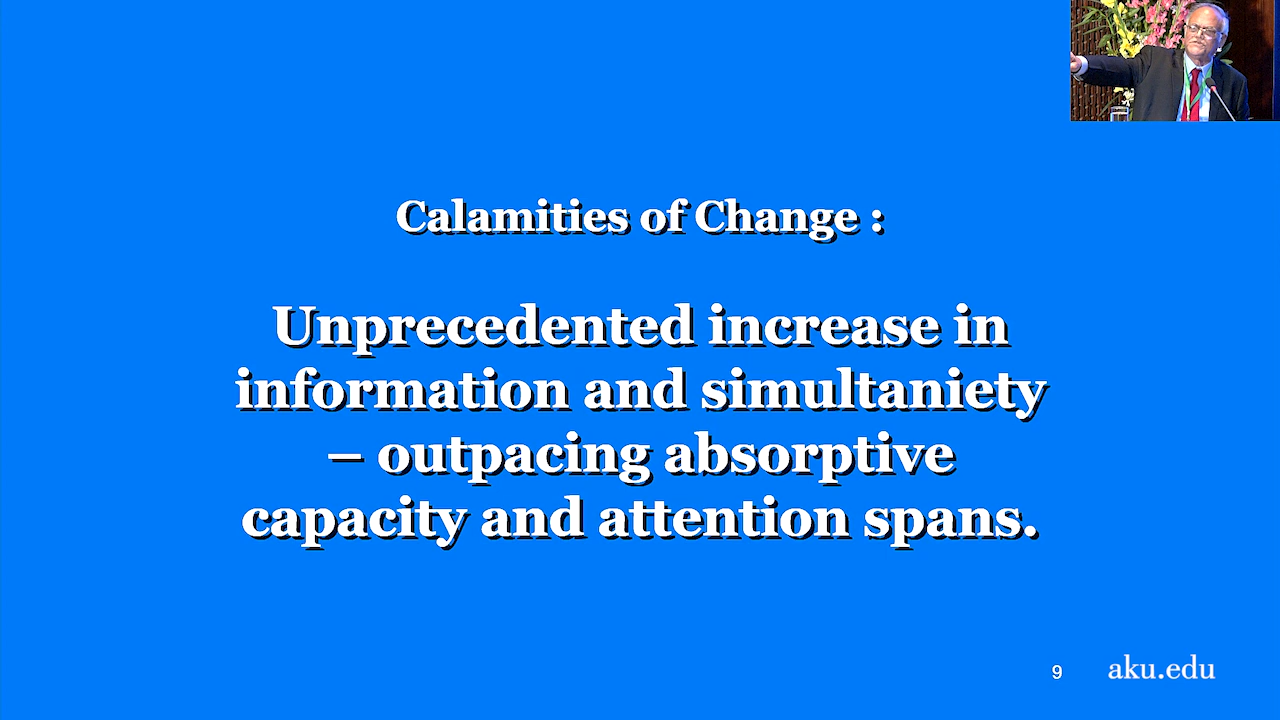 Calamities of Change :
Unprecedented increase in
information and simultaniety
– outpacing absorptive
capacity and attention spans.
9
aku.edu